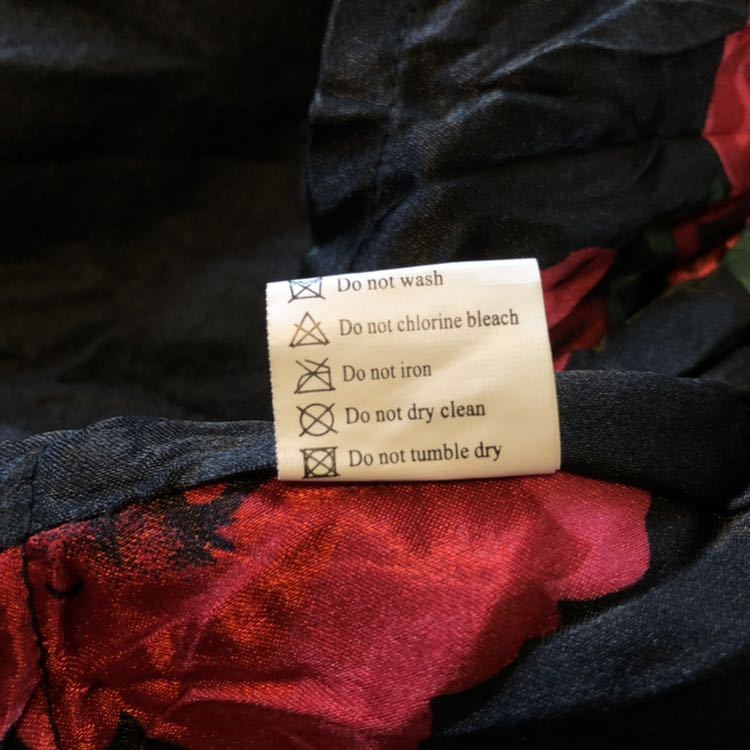 Do not wash
Do not chlorine bleach
Do not iron
Do not dry clean
Do not tumble dry